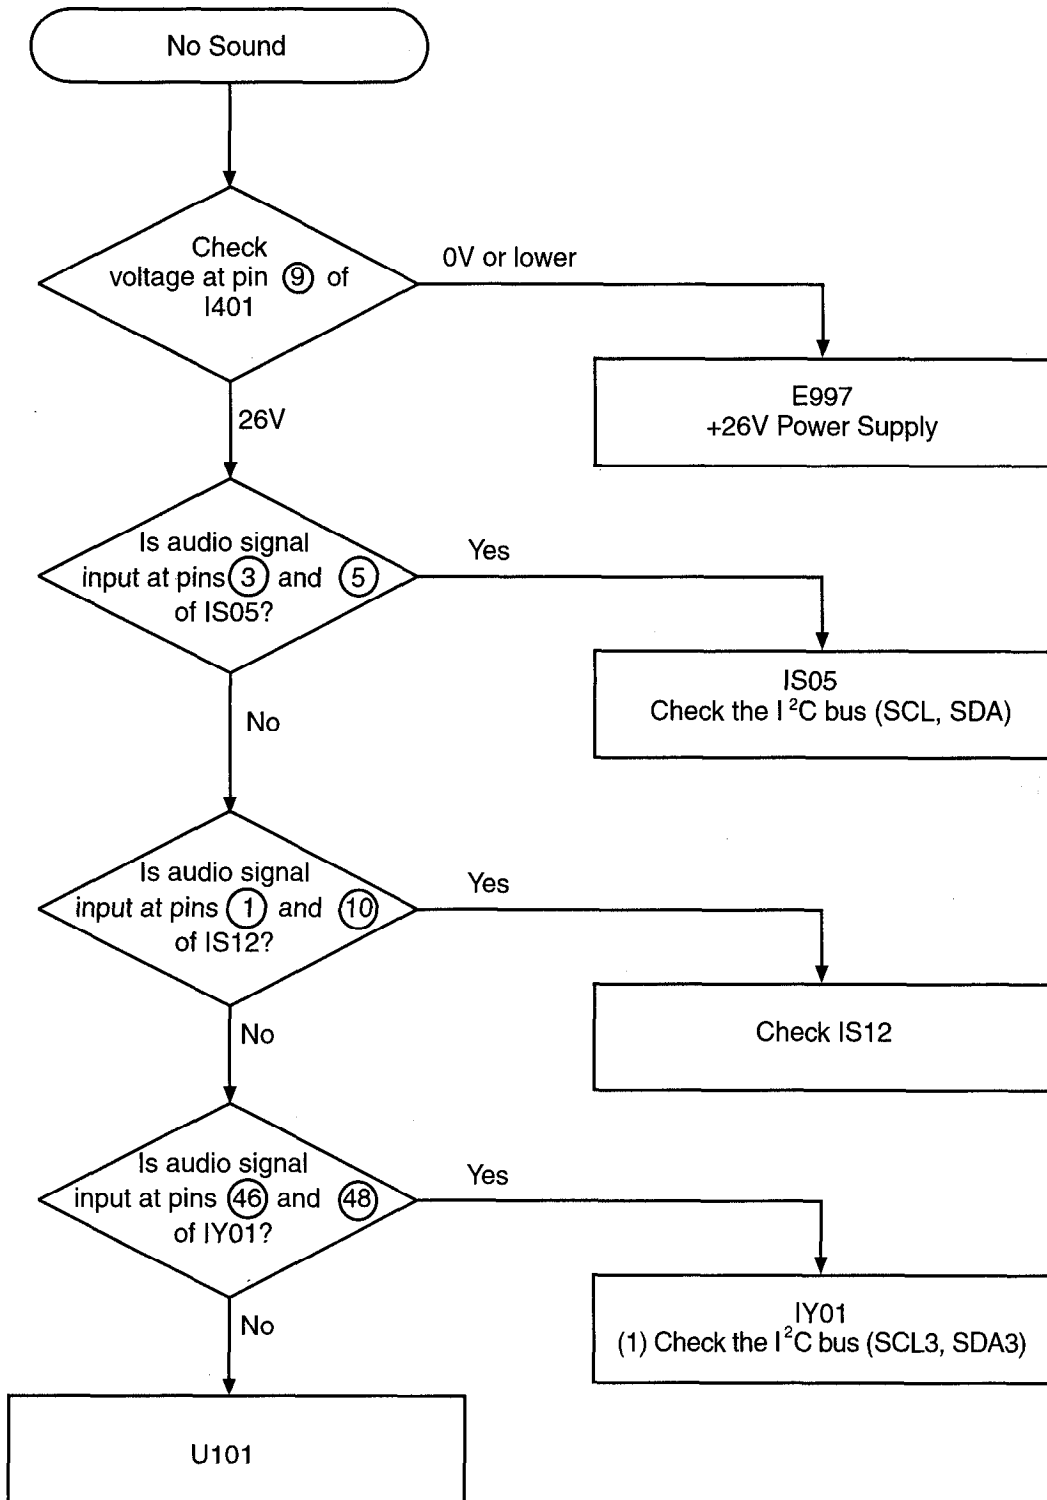 No Sound
Check
voltage at pin 9 of
I401
0V or lower
E997
+26V Power Supply
26V
Is audio signal
input at pins 3 and 5
of IS05?
Yes
IS05
Check the I²C bus (SCL, SDA)
No
Is audio signal
input at pins 1 and 10
of IS12?
Yes
Check IS12
No
Is audio signal
input at pins 46 and 48
of IY01?
Yes
IY01
(1) Check the I²C bus (SCL3, SDA3)
No
U101